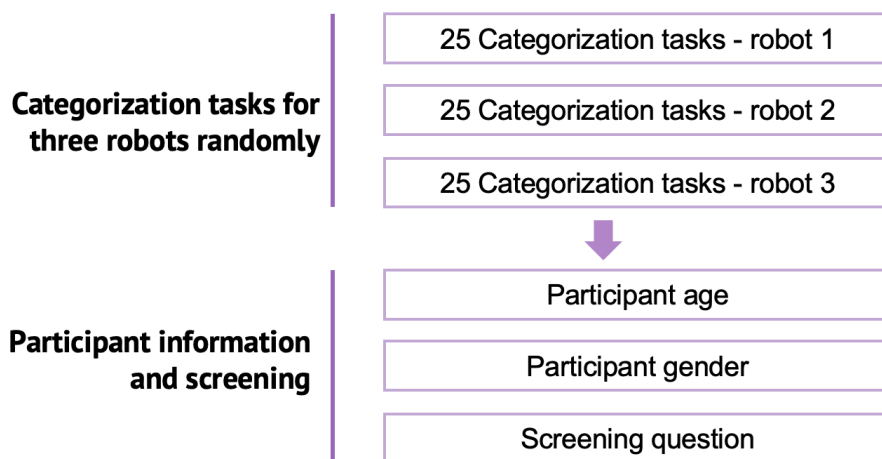 25 Categorization tasks - robot 1
Categorization tasks for
three robots randomly
25 Categorization tasks - robot 2
25 Categorization tasks - robot 3
Participant age
Participant information
and screening
Participant gender
Screening question